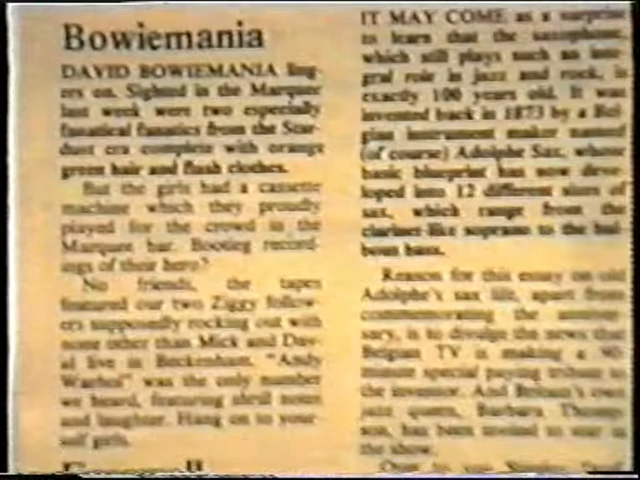 Bowiemania
DAVID BOWIEMANIA ling-
ers on. Sighted in the Marquee
last week were two especially
fanatical fanatics from the Star-
dust era complete with orange
green hair and flash clothes.
But the girls had a cassette
machine which they proudly
played for the crowd in the
Marquee bar. Bootleg record-
ings of their hero?
No friends, the tapes
featured our two Ziggy follow-
ers supposedly rocking out with
none other than Mick and Dav-
id live in Beckenham. "Andy
Warhol" was the only number
we heard, featuring shrill notes
and laughter. Hang on to your-
self girls.
IT MAY COME as a surprise
to learn that the saxophone,
which still plays such an inte-
gral role in jazz and rock, is
exactly 100 years old. It was
invented back in 1873 by a Bel-
gian instrument maker named
(of course) Adolphe Sax, whose
basic blueprint has now deve-
loped into 12 different sizes of
sax, which range from the
clarinet-like soprano to the
bous bass.
Reason for this essay on old
Adolphe's sax life, apart from
commemorating the anniver-
sary, is to divulge the news that
Belgian TV is making a 90-
minute special paying tribute to
the inventor. And Britain's own
jazz queen, Barbara Thomp-
son, has been invited to star in
the show.